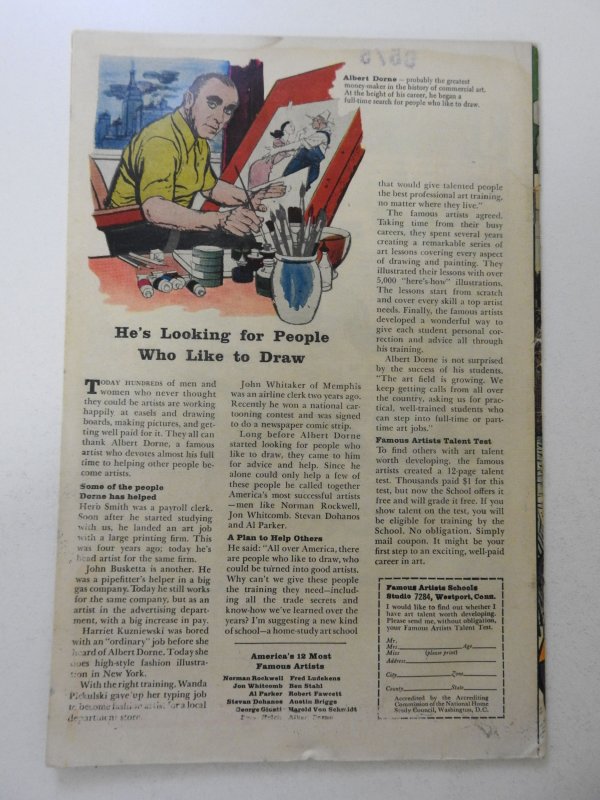 Albert Dorne — probably the greatest
money-maker in the history of commercial art.
At the height of his career, he began a
full-time search for people who like to draw.
He's Looking for People
Who Like to Draw
TODAY HUNDREDS of men and
women who never thought
they could be artists are working
happily at easels and drawing
boards, making pictures, and get-
ting well paid for it. They all can
thank Albert Dorne, a famous
artist who devotes almost his full
time to helping other people be-
come artists.
Some of the people
Dorne has helped
Herb Smith was a payroll clerk.
Soon after he started studying
with us, he landed an art job
with a large printing firm. This
was four years ago; today he's
head artist for the same firm.
John Busketta is another. He
was a pipefitter's helper in a big
gas company. Today he still works
for the same company, but as an
artist in the advertising depart-
ment, with a big increase in pay.
Harriet Kuzniewski was bored
with an "ordinary" job before she
heard of Albert Dorne. Today she
does high-style fashion illustra-
tion in New York.
With the right training, Wanda
Pickulski gave up her typing job
to become fashion artist for a local
department store.
John Whitaker of Memphis
was an airline clerk two years ago.
Recently he won a national car-
tooning contest and was signed
to do a newspaper comic strip.
Long before Albert Dorne
started looking for people who
like to draw, they came to him
for advice and help. Since he
alone could only help a few of
these people he called together
America's most successful artists
—men like Norman Rockwell,
Jon Whitcomb, Stevan Dohanos
and Al Parker.
A Plan to Help Others
He said: "All over America, there
are people who like to draw, who
could be turned into good artists.
Why can't we give these people
the training they need—includ-
ing all the trade secrets and
know-how we've learned over the
years? I'm suggesting a new kind
of school—a home-study art school
that would give talented people
the best professional art training,
no matter where they live."
The famous artists agreed.
Taking time from their busy
careers, they spent several years
creating a remarkable series of
art lessons covering every aspect
of drawing and painting. They
illustrated their lessons with over
5,000 "here's-how" illustrations.
The lessons start from scratch
and cover every skill a top artist
needs. Finally, the famous artists
developed a wonderful way to
give each student personal cor-
rection and advice all through
his training.
Albert Dorne is not surprised
by the success of his students.
"The art field is growing. We
keep getting calls from all over
the country, asking us for prac-
tical, well-trained students who
can step into full-time or part-
time art jobs."
Famous Artists Talent Test
To find others with art talent
worth developing, the famous
artists created a 12-page talent
test. Thousands paid $1 for this
test, but now the School offers it
free and will grade it free. If you
show talent on the test, you will
be eligible for training by the
School. No obligation. Simply
mail coupon. It might be your
first step to an exciting, well-paid
career in art.
America's 12 Most
Famous Artists
Norman Rockwell Fred Ludekens
Jon Whitcomb Ben Stahl
Al Parker Robert Fawcett
Stevan Dohanos Austin Briggs
George Giusti Harold Von Schmidt
Albert Dorne
Famous Artists Schools
Studio 7284, Westport, Conn.
I would like to find out whether I
have art talent worth developing.
Please send me, without obligation,
your Famous Artists Talent Test.
Mr.
Mrs. Age
Miss (please print)
Address
City Zone
County State
Accredited by the Accrediting
Commission of the National Home
Study Council, Washington, D.C.